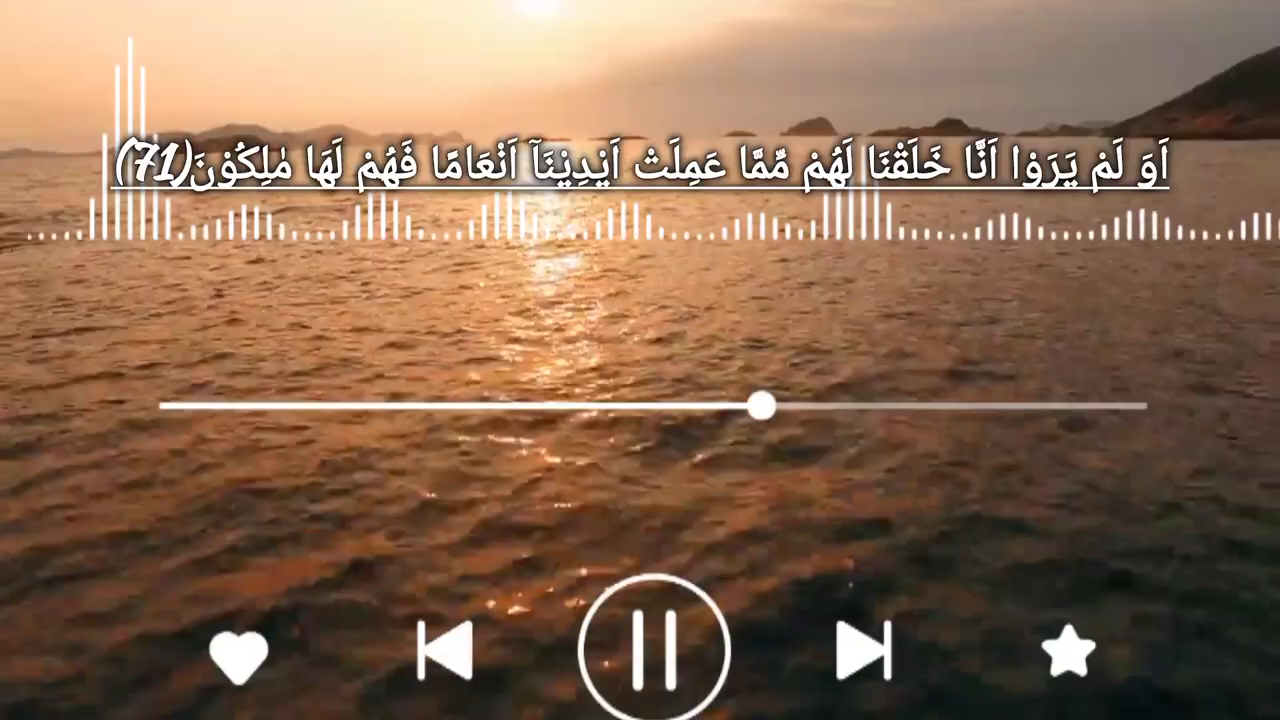 اَوَ لَمْ یَرَوْا اَنَّا خَلَقْنَا لَهُمْ مِّمَّا عَمِلَتْ اَیْدِیْنَاۤ اَنْعَامًا فَهُمْ لَهَا مٰلِكُوْنَ(71)